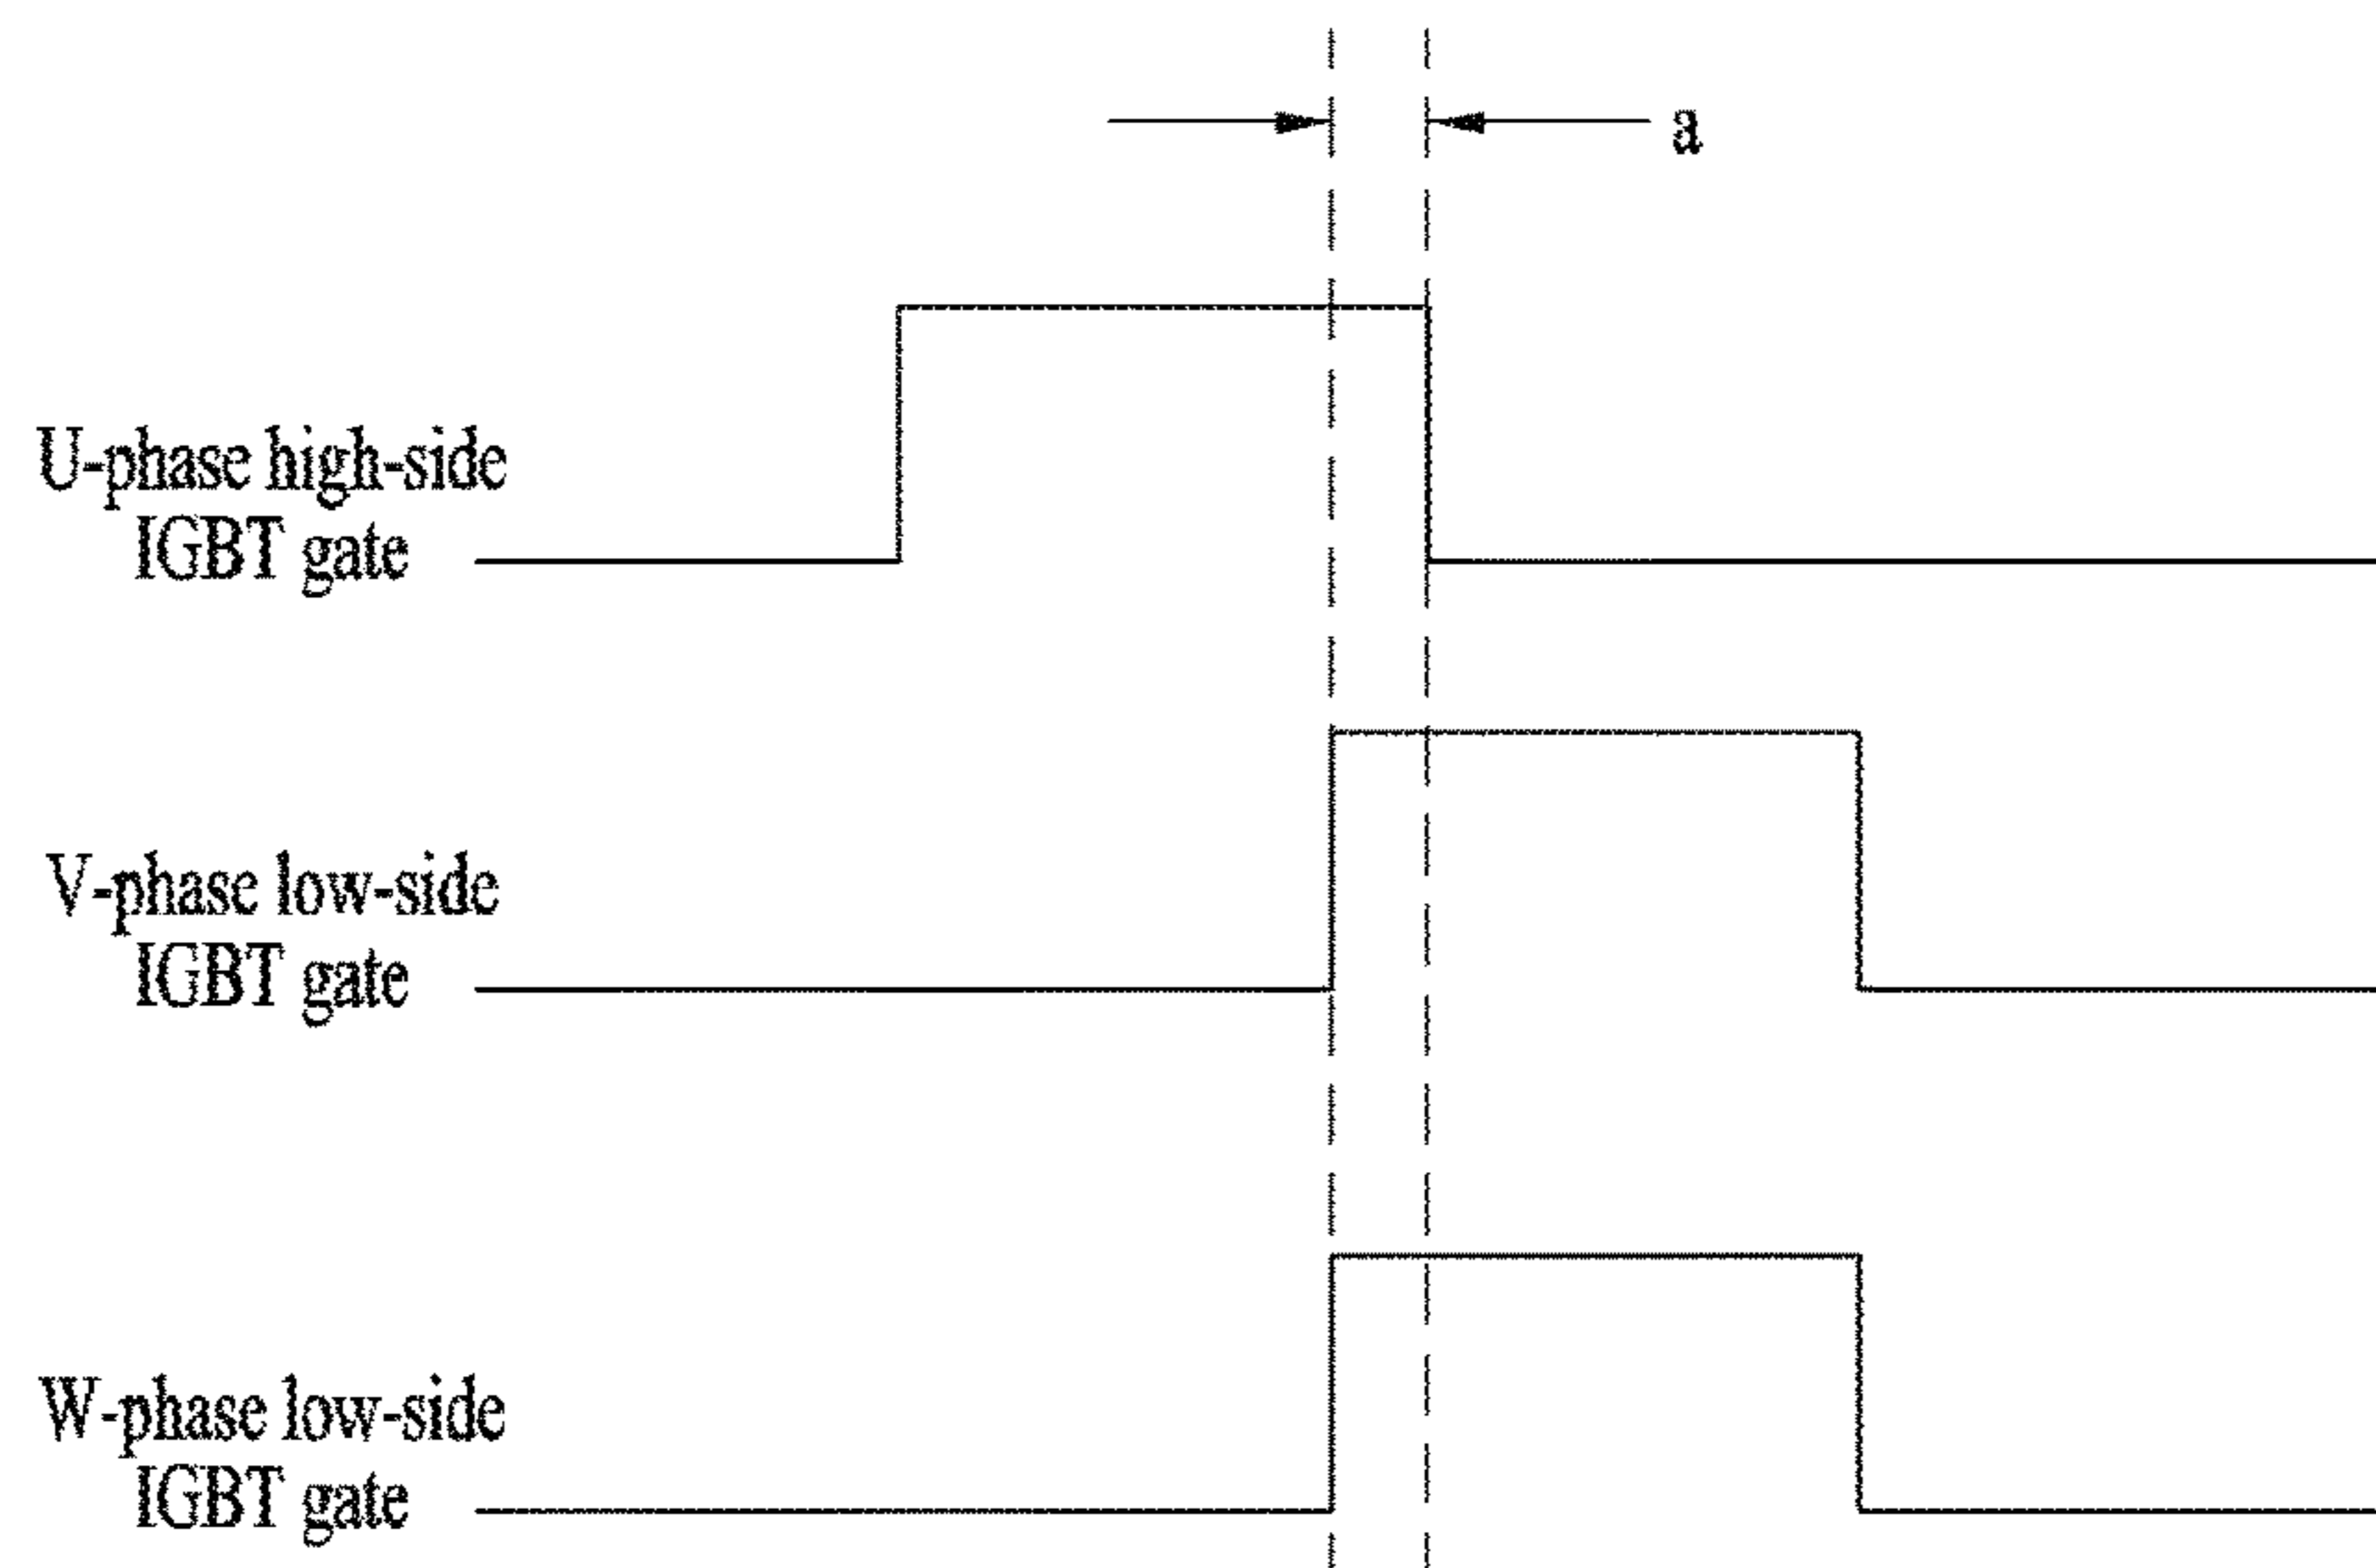 a
U-phase high-side
IGBT gate
V-phase low-side
IGBT gate
W-phase low-side
IGBT gate